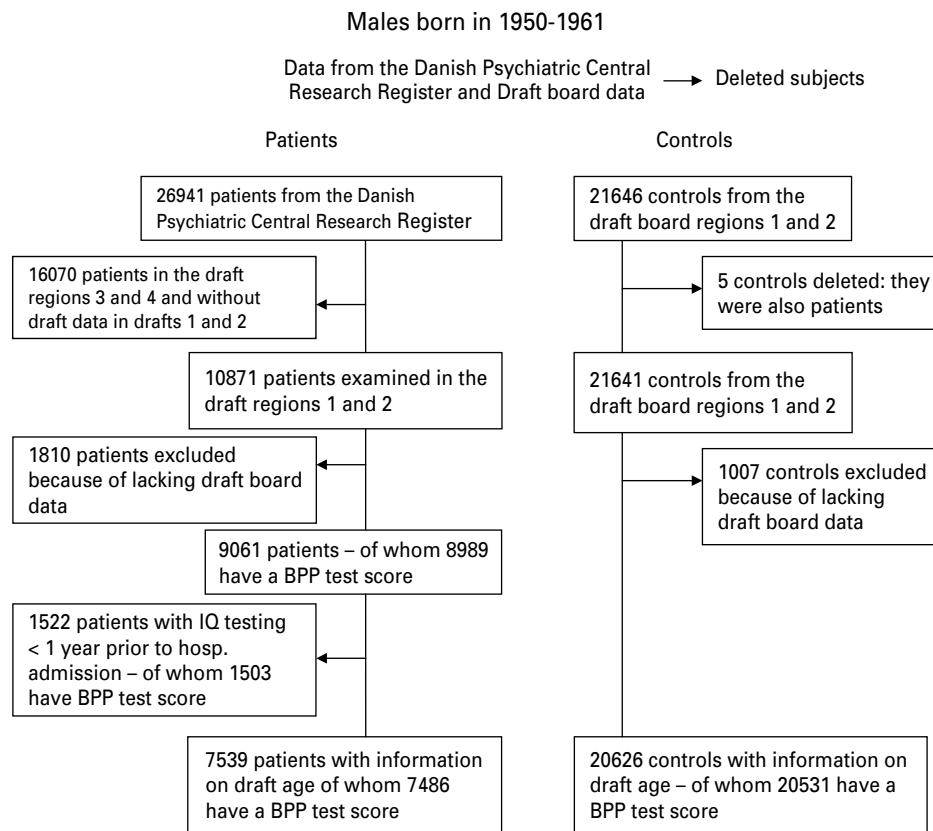 Males born in 1950-1961
Data from the Danish Psychiatric Central
Research Register and Draft board data
Deleted subjects
Patients
Controls
26941 patients from the Danish
Psychiatric Central Research Register
21646 controls from the
draft board regions 1 and 2
16070 patients in the draft
regions 3 and 4 and without
draft data in drafts 1 and 2
5 controls deleted: they
were also patients
10871 patients examined in the
draft regions 1 and 2
21641 controls from the
draft board regions 1 and 2
1810 patients excluded
because of lacking draft board
data
1007 controls excluded
because of lacking
draft board data
9061 patients – of whom 8989
have a BPP test score
1522 patients with IQ testing
< 1 year prior to hosp.
admission – of whom 1503
have BPP test score
7539 patients with information
on draft age of whom 7486
have a BPP test score
20626 controls with information on
draft age – of whom 20531 have a
BPP test score